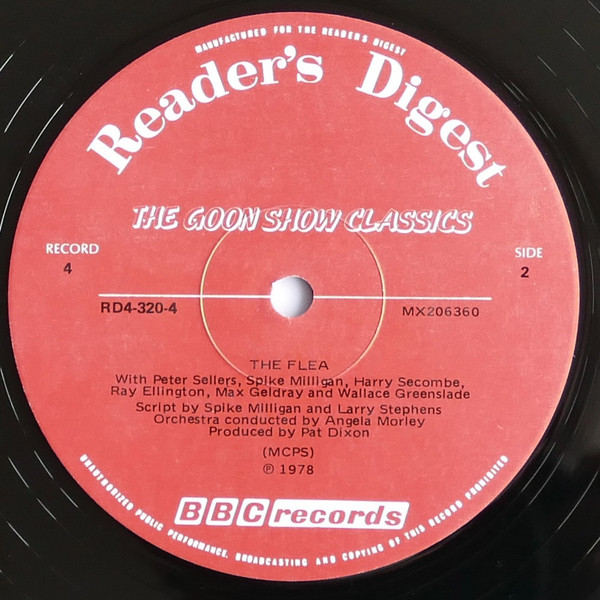 MANUFACTURED FOR THE READER'S DIGEST
Reader's Digest
THE GOON SHOW CLASSICS
RECORD
4
SIDE
2
RD4-320-4
MX206360
THE FLEA
With Peter Sellers, Spike Milligan, Harry Secombe,
Ray Ellington, Max Geldray and Wallace Greenslade
Script by Spike Milligan and Larry Stephens
Orchestra conducted by Angela Morley
Produced by Pat Dixon
(MCPS)
℗ 1978
BBC records
UNAUTHORIZED PUBLIC PERFORMANCE, BROADCASTING AND COPYING OF THIS RECORD PROHIBITED